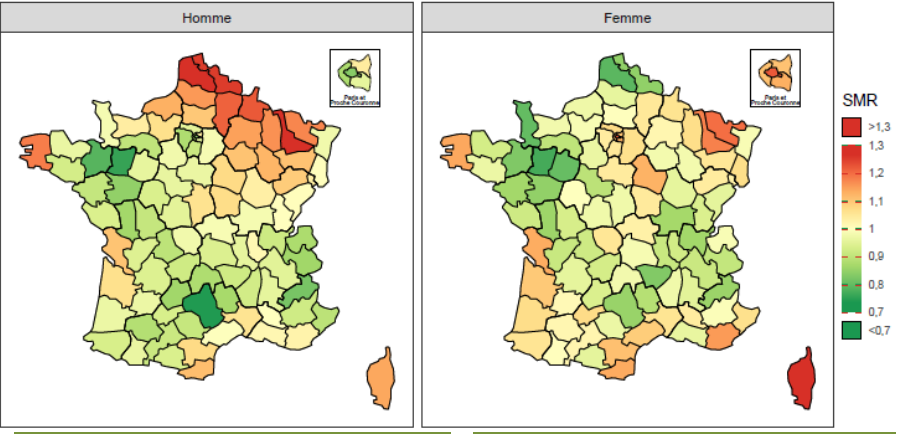 Homme
Femme
Paris et
Proche Couronne
Paris et
Proche Couronne
SMR
>1,3
1,3
1,2
1,1
1
0,9
0,8
0,7
<0,7